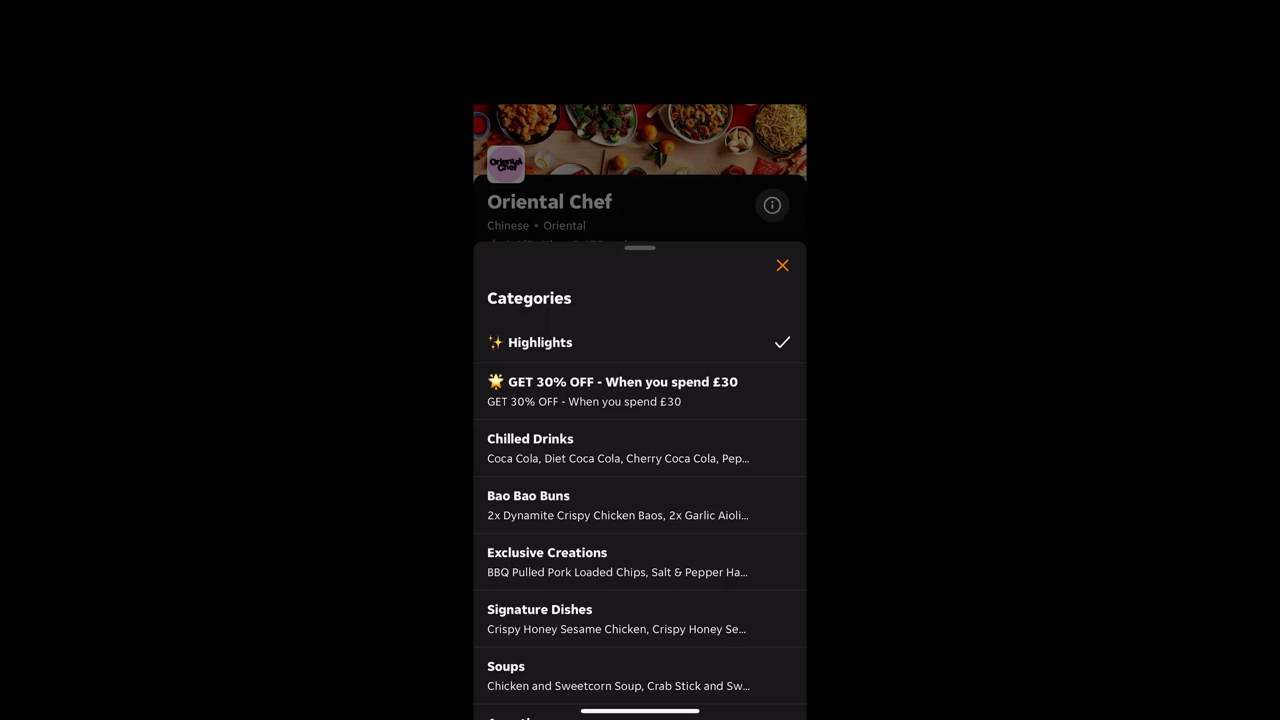 Oriental Chef
Oriental Chef
Chinese • Oriental
Categories
✨ Highlights
🌟 GET 30% OFF - When you spend £30
GET 30% OFF - When you spend £30
Chilled Drinks
Coca Cola, Diet Coca Cola, Cherry Coca Cola, Pep...
Bao Bao Buns
2x Dynamite Crispy Chicken Baos, 2x Garlic Aioli...
Exclusive Creations
BBQ Pulled Pork Loaded Chips, Salt & Pepper Ha...
Signature Dishes
Crispy Honey Sesame Chicken, Crispy Honey Se...
Soups
Chicken and Sweetcorn Soup, Crab Stick and Sw...